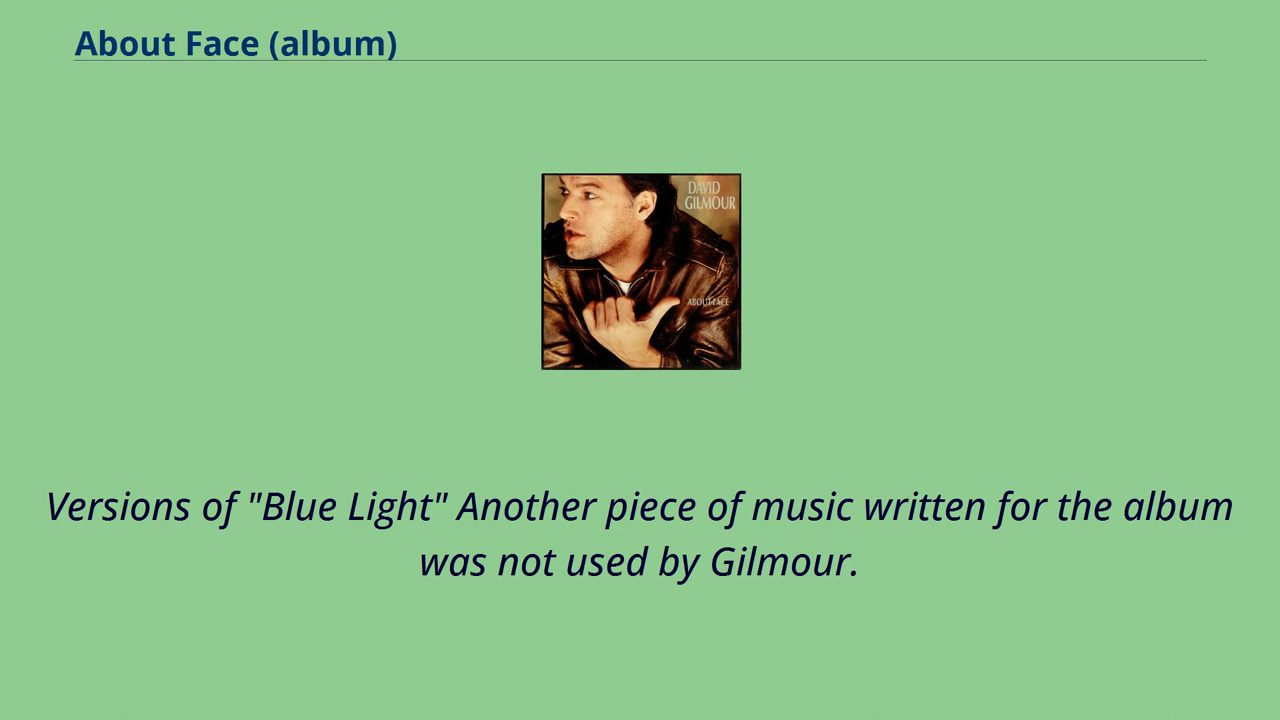 About Face (album)
DAVID
GILMOUR
ABOUT FACE
Versions of "Blue Light" Another piece of music written for the album
was not used by Gilmour.